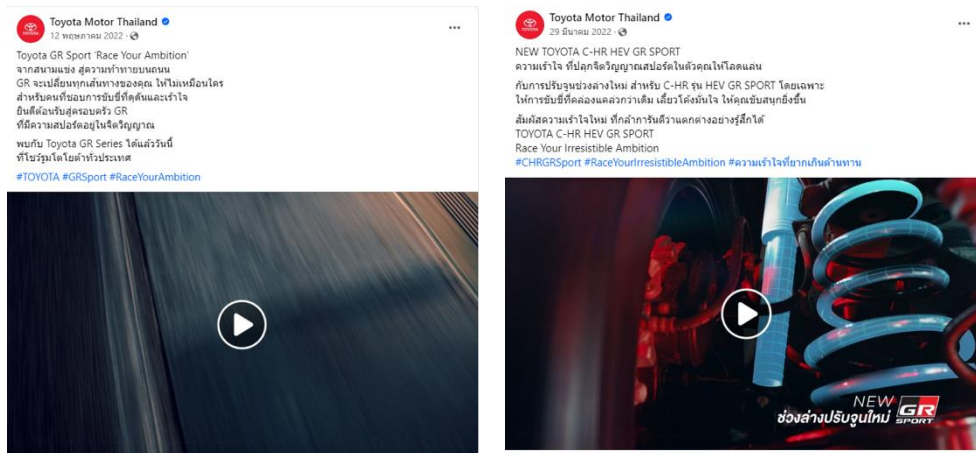 Toyota Motor Thailand
12 พฤษภาคม 2022
Toyota GR Sport ‘Race Your Ambition’
จากสนามแข่ง สู่ความท้าทายบนถนน
GR จะเปลี่ยนทุกเส้นทางของคุณ ให้ไม่เหมือนใคร
สำหรับคนที่ชอบการขับขี่ที่ดุดันและเร้าใจ
ยินดีต้อนรับสู่ครอบครัว GR
ที่มีความสปอร์ตอยู่ในจิตวิญญาณ
พบกับ Toyota GR Series ได้แล้ววันนี้
ที่โชว์รูมโตโยต้าทั่วประเทศ
#TOYOTA #GRSport #RaceYourAmbition
Toyota Motor Thailand
29 มีนาคม 2022
NEW TOYOTA C-HR HEV GR SPORT
ความเร้าใจ ที่ปลุกจิตวิญญาณสปอร์ตในตัวคุณให้โลดแล่น
กับการปรับจูนช่วงล่างใหม่ สำหรับ C-HR รุ่น HEV GR SPORT โดยเฉพาะ
ให้การขับขี่ที่คล่องแคล่วกว่าเดิม เลี้ยวโค้งมั่นใจ ให้คุณขับสนุกยิ่งขึ้น
สัมผัสความเร้าใจใหม่ ที่กล้าการันตีว่าแตกต่างอย่างรู้สึกได้
TOYOTA C-HR HEV GR SPORT
Race Your Irresistible Ambition
#CHRGRSport #RaceYourIrresistibleAmbition #ความเร้าใจที่ยากเกินต้านทาน
NEW GR SPORT
ช่วงล่างปรับจูนใหม่